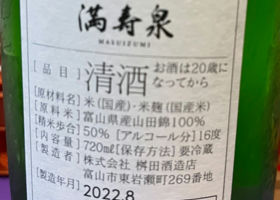 満寿泉
MASUIZUMI
[品目] 清酒 お酒は20歳に
なってから
[原材料名] 米(国産)・米麹(国産米)
[原料米] 富山県産山田錦100%
[精米歩合] 50% [アルコール分] 16度
[内容量] 720㎖ [保存方法] 要冷蔵
[製造者] 株式会社 桝田酒造店
富山市東岩瀬町269番地
[製造年月] 2022.8